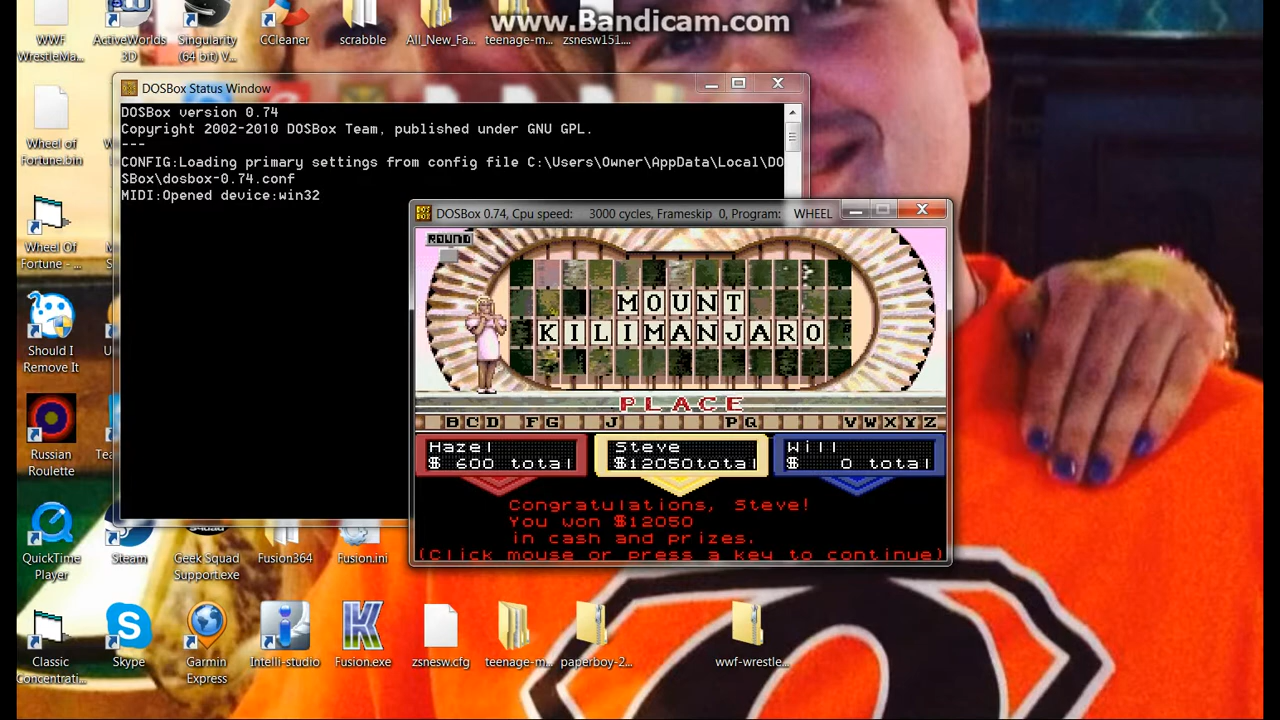 www.Bandicam.com
WWF WrestleMa...
ActiveWorlds 3D
Singularity (64 bit) V...
CCleaner
scrabble
All_New_Fa...
teenage-m...
zsnesw151....
DOSBox Status Window
DOSBox version 0.74
Copyright 2002-2010 DOSBox Team, published under GNU GPL.
---
CONFIG:Loading primary settings from config file C:\Users\Owner\AppData\Local\DO
SBox\dosbox-0.74.conf
MIDI:Opened device:win32
Wheel of Fortune.bin
Wheel Of Fortune - ...
Should I Remove It
Russian Roulette
DOSBox 0.74, Cpu speed: 3000 cycles, Frameskip 0, Program: WHEEL
ROUND
MOUNT
KILIMANJARO
PLACE
B C D F G J P Q V W X Y Z
Hazel
$ 600 total
Steve
$12050total
Will
$ 0 total
Congratulations, Steve!
You won $12050
in cash and prizes.
(Click mouse or press a key to continue)
QuickTime Player
Steam
Geek Squad Support.exe
Fusion364
Fusion.ini
Classic Concentrati...
Skype
Garmin Express
Intelli-studio
Fusion.exe
zsnesw.cfg
teenage-m...
paperboy-2...
wwf-wrestle...